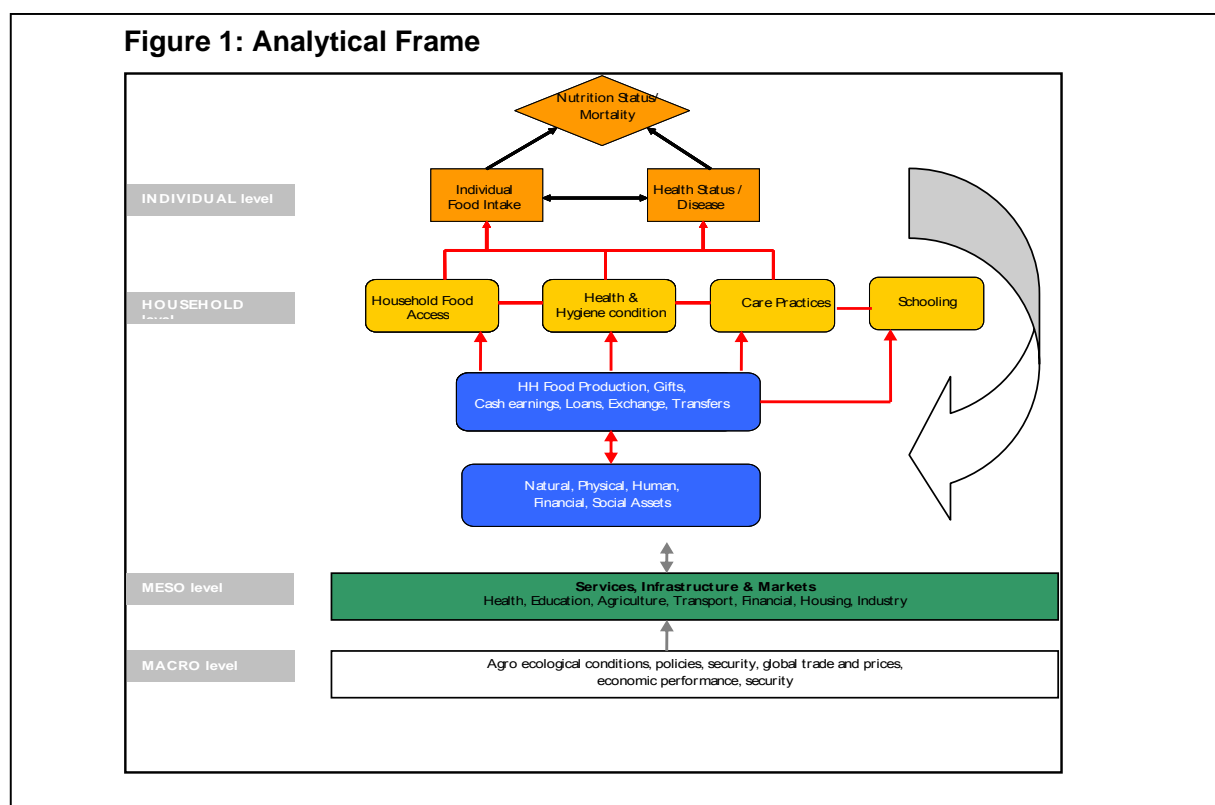 Figure 1: Analytical Frame
Nutrition Status/
Mortality
INDIVIDUAL level
Individual
Food Intake
Health Status /
Disease
HOUSEHOLD
level
Household Food
Access
Health &
Hygiene condition
Care Practices
Schooling
HH Food Production, Gifts,
Cash earnings, Loans, Exchange, Transfers
Natural, Physical, Human,
Financial, Social Assets
MESO level
Services, Infrastructure & Markets
Health, Education, Agriculture, Transport, Financial, Housing, Industry
MACRO level
Agro ecological conditions, policies, security, global trade and prices,
economic performance, security